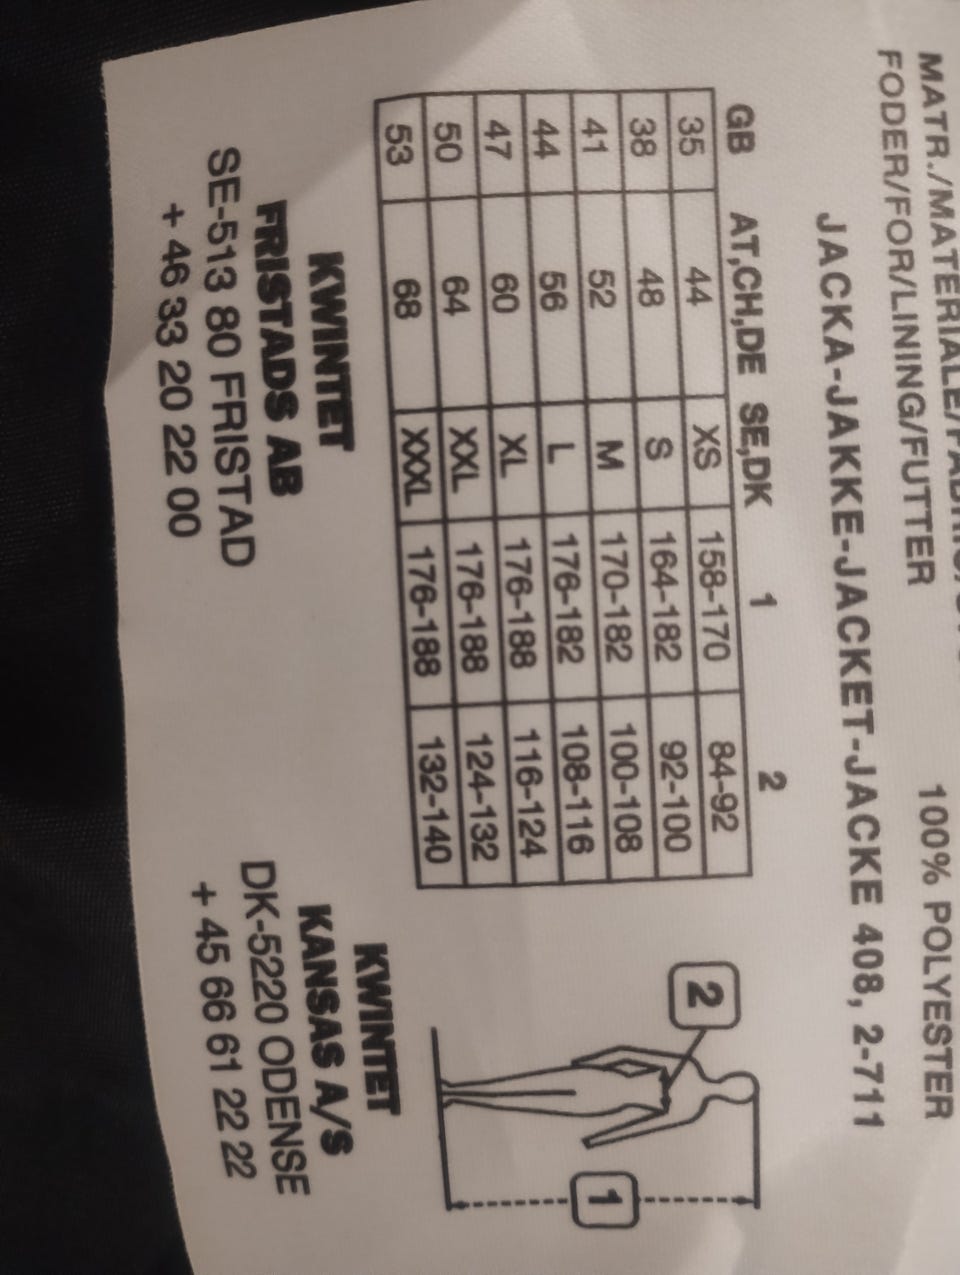 MATR./MATERIALE/
FODER/FOR/LINING/FUTTER 100% POLYESTER
JACKA-JAKKE-JACKET-JACKE 408, 2-711
GB AT,CH,DE SE,DK 1 2
35 44 XS 158-170 84-92
38 48 S 164-182 92-100
41 52 M 170-182 100-108
44 56 L 176-182 108-116
47 60 XL 176-188 116-124
50 64 XXL 176-188 124-132
53 68 XXXL 176-188 132-140
2
1
KWINTET
FRISTADS AB
SE-513 80 FRISTAD
+ 46 33 20 22 00
KWINTET
KANSAS A/S
DK-5220 ODENSE
+ 45 66 61 22 22